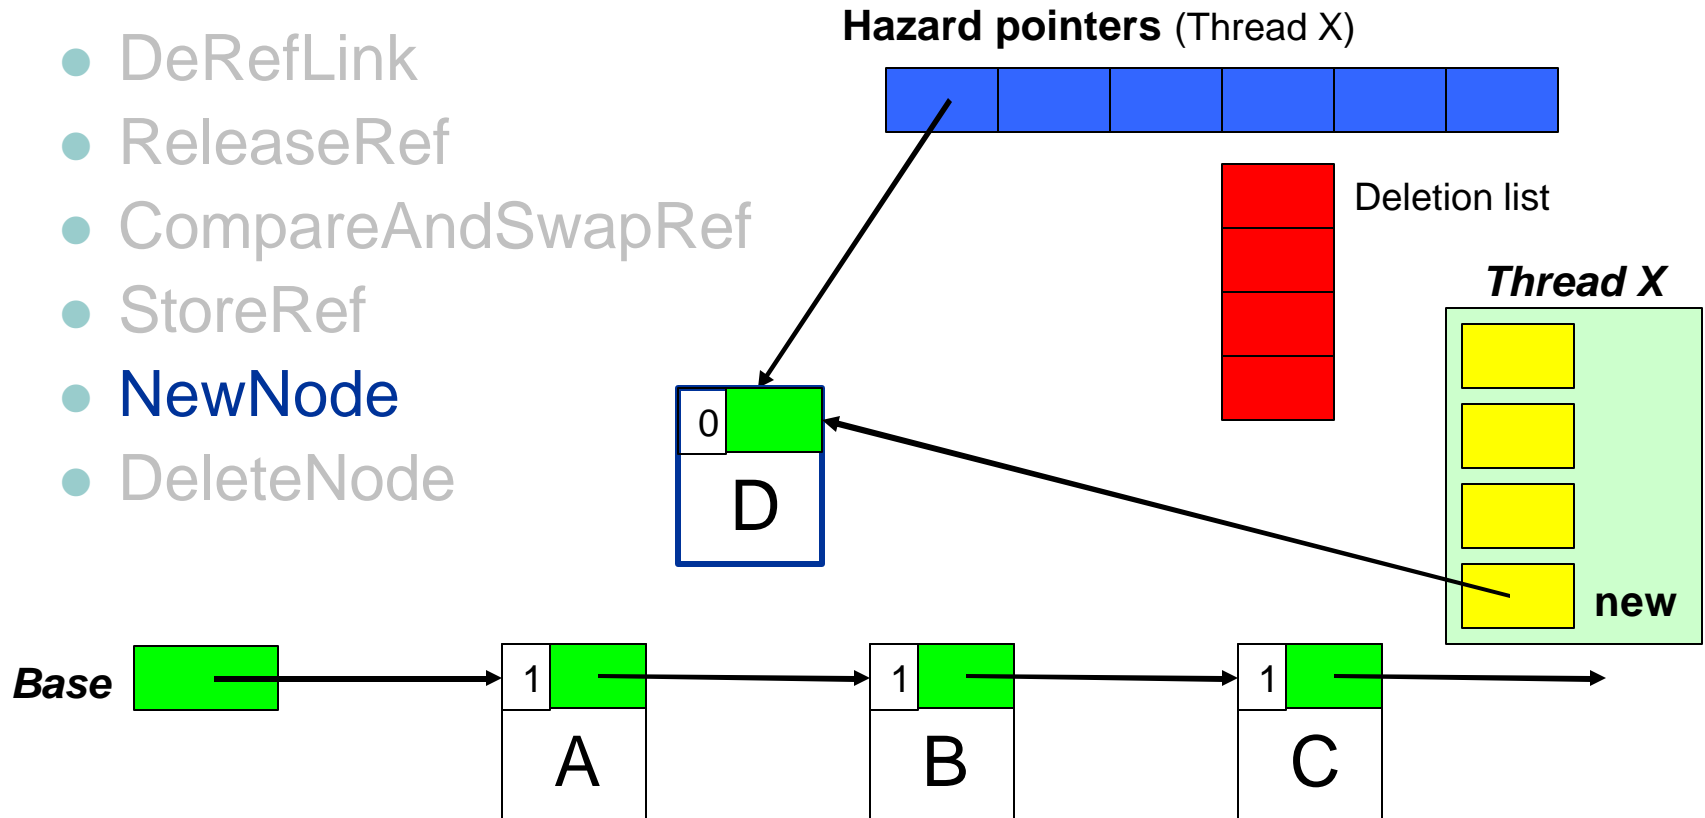 Hazard pointers (Thread X)
● DeRefLink
● ReleaseRef
● CompareAndSwapRef
● StoreRef
● NewNode
● DeleteNode
Deletion list
Thread X
new
0
D
Base
1
A
1
B
1
C